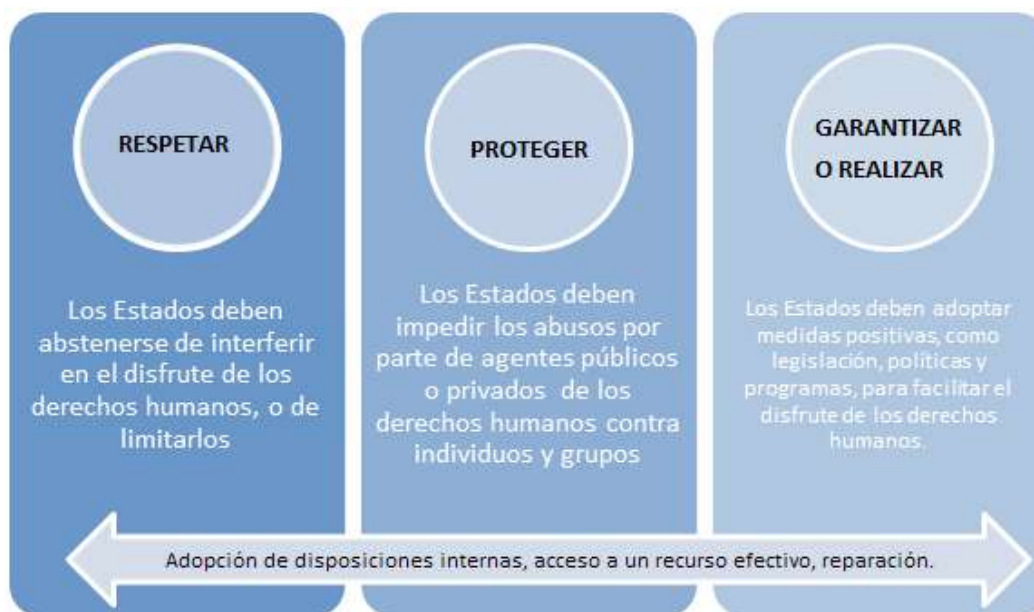 RESPETAR
Los Estados deben
abstenerse de interferir
en el disfrute de los
derechos humanos, o de
limitarlos
PROTEGER
Los Estados deben
impedir los abusos por
parte de agentes públicos
o privados de los
derechos humanos contra
individuos y grupos
GARANTIZAR
O REALIZAR
Los Estados deben adoptar
medidas positivas, como
legislación, políticas y
programas, para facilitar el
disfrute de los derechos
humanos.
Adopción de disposiciones internas, acceso a un recurso efectivo, reparación.